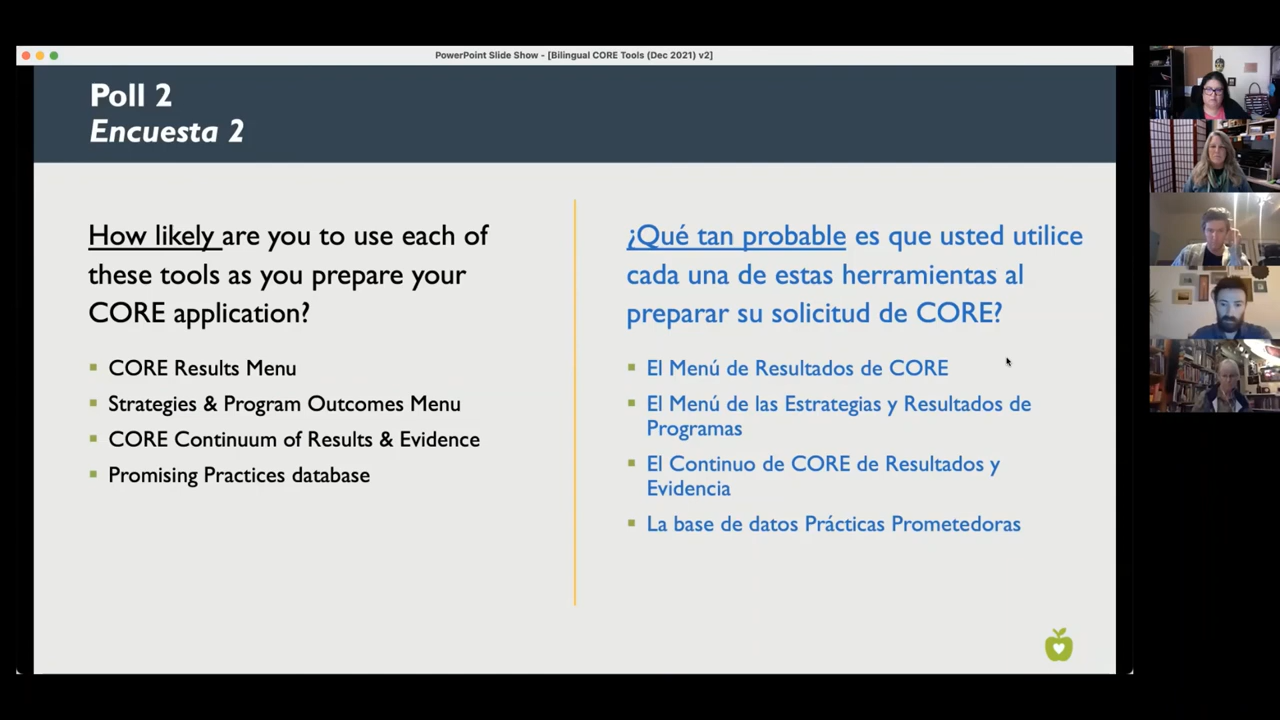 PowerPoint Slide Show - [Bilingual CORE Tools (Dec 2021) v2]
Poll 2
Encuesta 2
How likely are you to use each of
these tools as you prepare your
CORE application?
CORE Results Menu
Strategies & Program Outcomes Menu
CORE Continuum of Results & Evidence
Promising Practices database
¿Qué tan probable es que usted utilice
cada una de estas herramientas al
preparar su solicitud de CORE?
El Menú de Resultados de CORE
El Menú de las Estrategias y Resultados de
Programas
El Continuo de CORE de Resultados y
Evidencia
La base de datos Prácticas Prometedoras